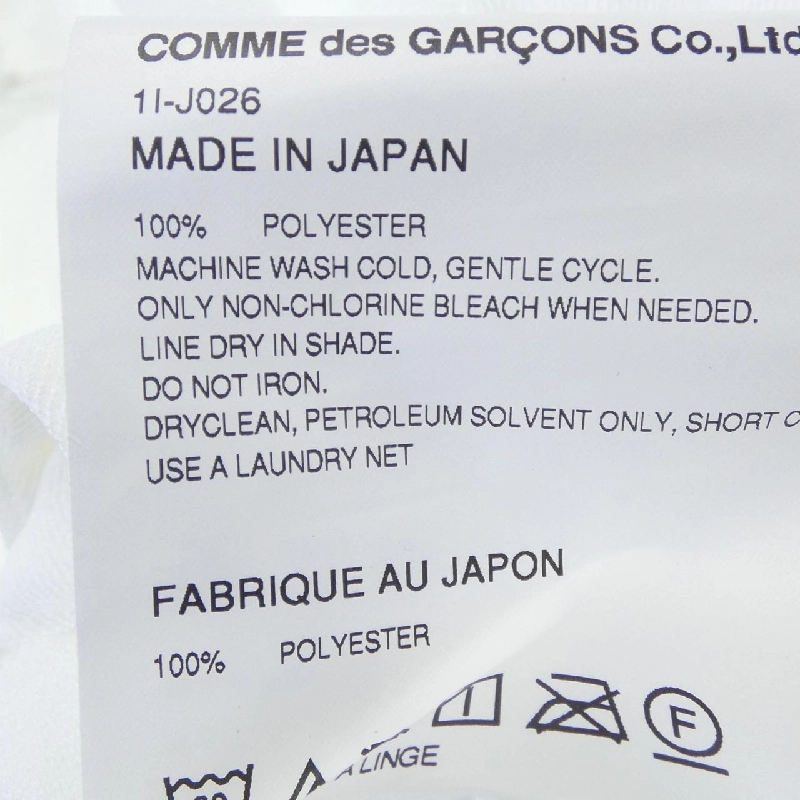 COMME des GARÇONS Co.,Ltd
1I-J026
MADE IN JAPAN
100% POLYESTER
MACHINE WASH COLD, GENTLE CYCLE.
ONLY NON-CHLORINE BLEACH WHEN NEEDED.
LINE DRY IN SHADE.
DO NOT IRON.
DRYCLEAN, PETROLEUM SOLVENT ONLY, SHORT
USE A LAUNDRY NET
FABRIQUE AU JAPON
100% POLYESTER
F
LINGE